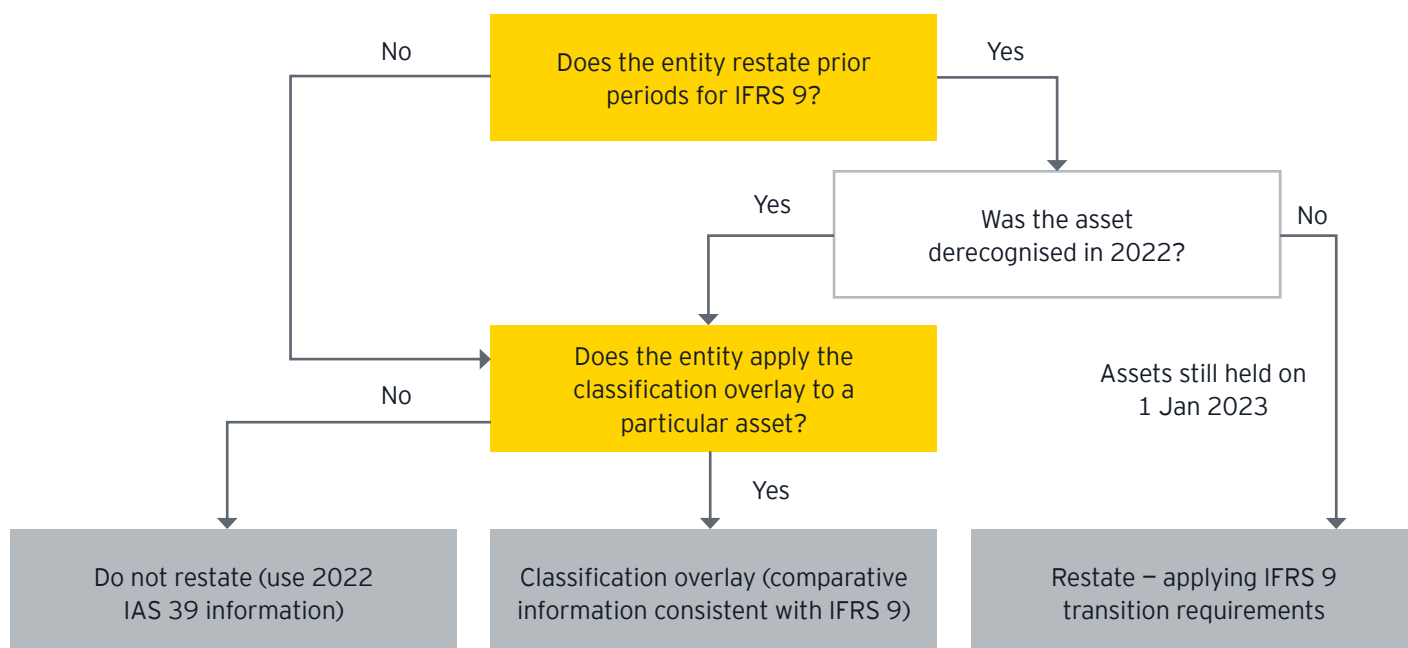 No
Does the entity restate prior
periods for IFRS 9?
Yes
Yes
Was the asset
derecognised in 2022?
No
Does the entity apply the
classification overlay to a
particular asset?
Assets still held on
1 Jan 2023
No
Yes
Do not restate (use 2022
IAS 39 information)
Classification overlay (comparative
information consistent with IFRS 9)
Restate – applying IFRS 9
transition requirements